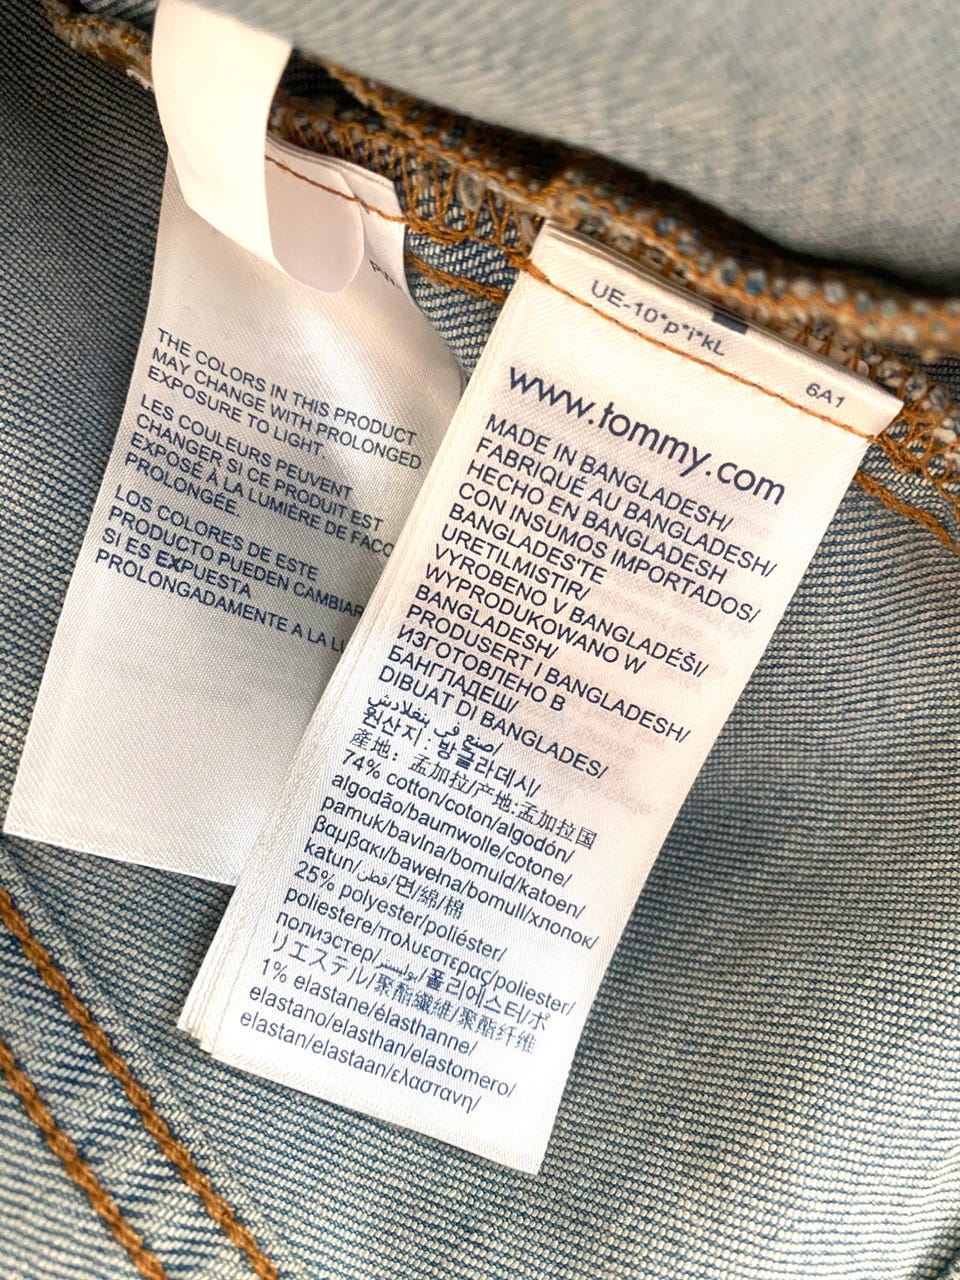 THE COLORS IN THIS PRODUCT
MAY CHANGE WITH PROLONGED
EXPOSURE TO LIGHT.
LES COULEURS PEUVENT
CHANGER SI CE PRODUIT EST
EXPOSÉ À LA LUMIÈRE DE FACO
PROLONGÉE.
LOS COLORES DE ESTE
PRODUCTO PUEDEN CAMBIAR
SI ES EXPUESTA
PROLONGADAMENTE A LA LU
UE-10*p*i*kL
6A1
www.tommy.com
MADE IN BANGLADESH/
FABRIQUÉ AU BANGLADESH/
HECHO EN BANGLADESH
CON INSUMOS IMPORTADOS/
BANGLADESTE
URETILMISTIR/
VYROBENO V BANGLADÉŠI/
WYPRODUKOWANO W
BANGLADESH/
PRODUSERT I BANGLADESH/
ИЗГОТОВЛЕНО В
БАНГЛАДЕШ/
DIBUAT DI BANGLADES/
صنع في بنغلادش/
원산지 : 방글라데시/
產地: 孟加拉/产地:孟加拉国
74% cotton/coton/algodón/
algodão/baumwolle/cotone/
pamuk/bavlna/bomuld/katoen/
βαμβακι/bawełna/bomull/хлопок/
katun/قطن/면/綿/棉
25% polyester/poliéster/
poliestere/πολυεστερας/poliester/
полиэстер/بوليستر/폴리에스터/ポ
リエステル/聚酯纖維/聚酯纤维
1% elastane/élasthanne/
elastano/elasthan/elastomero/
elastan/elastaan/ελαστανη/